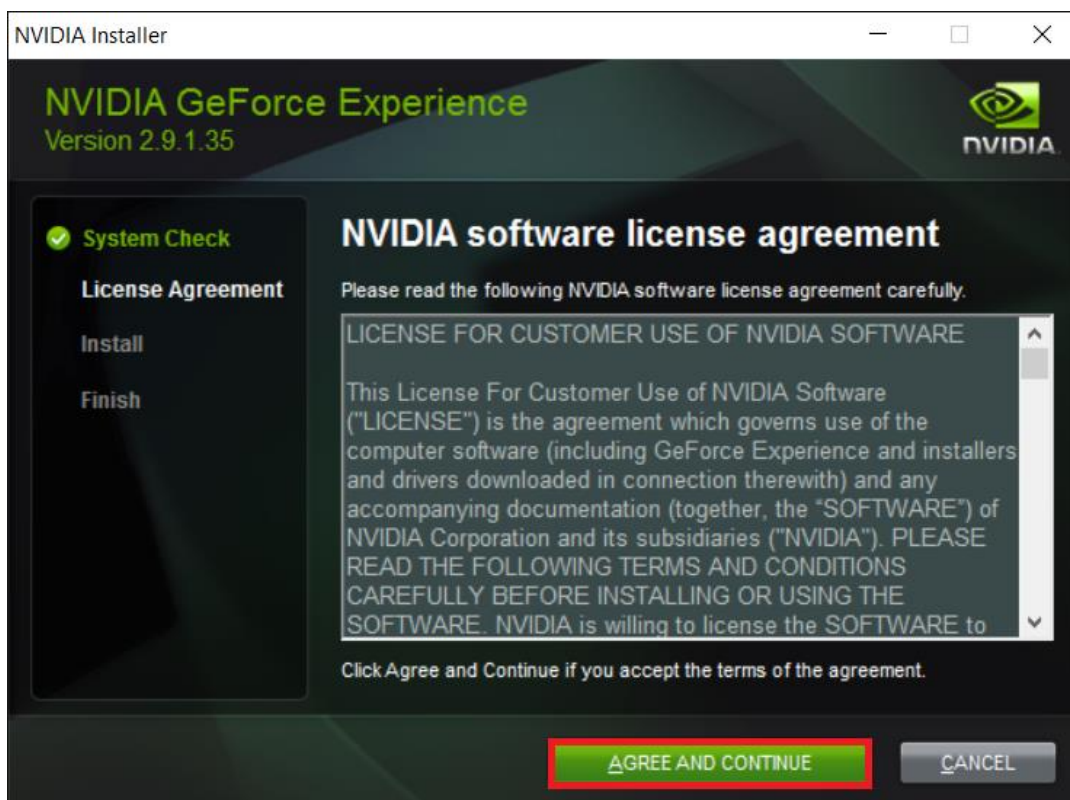 NVIDIA Installer
NVIDIA GeForce Experience
Version 2.9.1.35
NVIDIA
System Check
License Agreement
Install
Finish
NVIDIA software license agreement
Please read the following NVIDIA software license agreement carefully.
LICENSE FOR CUSTOMER USE OF NVIDIA SOFTWARE
This License For Customer Use of NVIDIA Software
("LICENSE") is the agreement which governs use of the
computer software (including GeForce Experience and installers
and drivers downloaded in connection therewith) and any
accompanying documentation (together, the “SOFTWARE”) of
NVIDIA Corporation and its subsidiaries ("NVIDIA"). PLEASE
READ THE FOLLOWING TERMS AND CONDITIONS
CAREFULLY BEFORE INSTALLING OR USING THE
SOFTWARE. NVIDIA is willing to license the SOFTWARE to
Click Agree and Continue if you accept the terms of the agreement.
AGREE AND CONTINUE
CANCEL